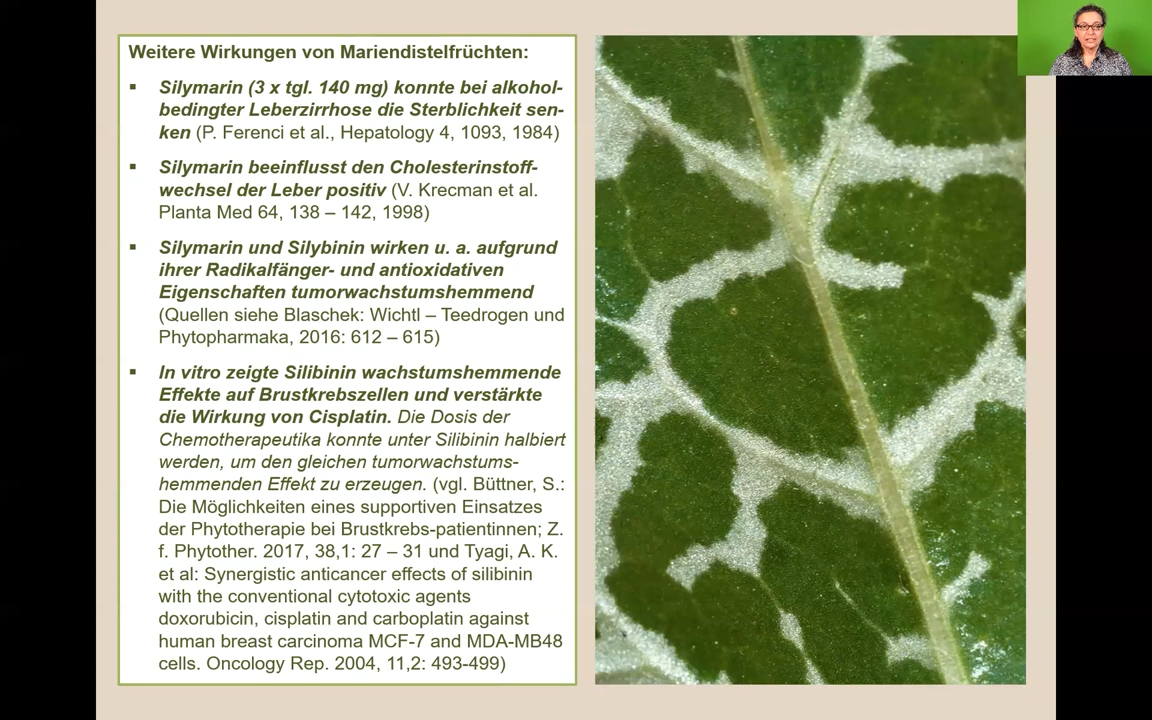 Weitere Wirkungen von Mariendistelfrüchten:
▪ Silymarin (3 x tgl. 140 mg) konnte bei alkohol-
bedingter Leberzirrhose die Sterblichkeit sen-
ken (P. Ferenci et al., Hepatology 4, 1093, 1984)
▪ Silymarin beeinflusst den Cholesterinstoff-
wechsel der Leber positiv (V. Krecman et al.
Planta Med 64, 138 – 142, 1998)
▪ Silymarin und Silybinin wirken u. a. aufgrund
ihrer Radikalfänger- und antioxidativen
Eigenschaften tumorwachstumshemmend
(Quellen siehe Blaschek: Wichtl – Teedrogen und
Phytopharmaka, 2016: 612 – 615)
▪ In vitro zeigte Silibinin wachstumshemmende
Effekte auf Brustkrebszellen und verstärkte
die Wirkung von Cisplatin. Die Dosis der
Chemotherapeutika konnte unter Silibinin halbiert
werden, um den gleichen tumorwachstums-
hemmenden Effekt zu erzeugen. (vgl. Büttner, S.:
Die Möglichkeiten eines supportiven Einsatzes
der Phytotherapie bei Brustkrebs-patientinnen; Z.
f. Phytother. 2017, 38,1: 27 – 31 und Tyagi, A. K.
et al: Synergistic anticancer effects of silibinin
with the conventional cytotoxic agents
doxorubicin, cisplatin and carboplatin against
human breast carcinoma MCF-7 and MDA-MB48
cells. Oncology Rep. 2004, 11,2: 493-499)